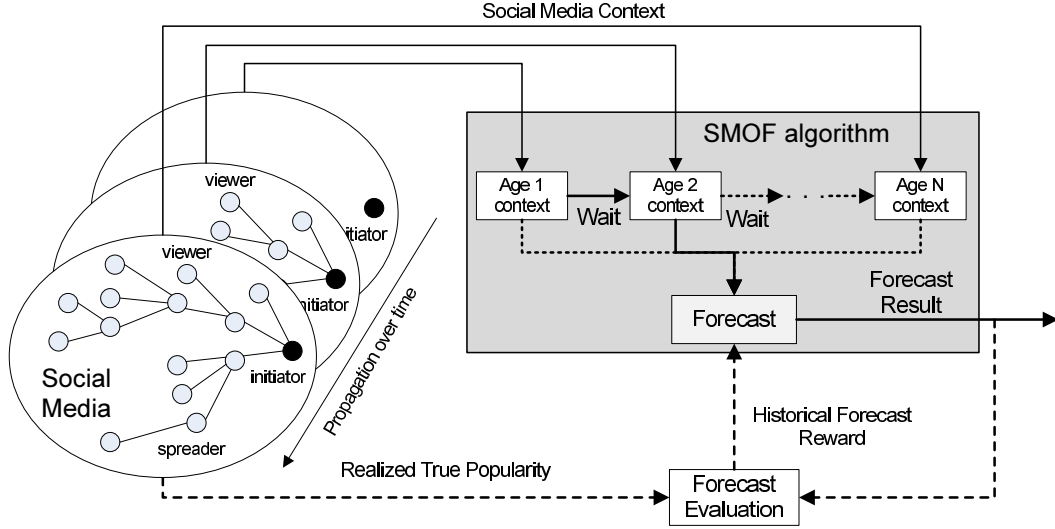 Social Media Context
SMOF algorithm
viewer
Age 1
context
Age 2
context
Age N
context
Wait
Wait
. . .
itiator
viewer
initiator
Forecast
Result
Forecast
initiator
Social
Media
Propagation over time
Historical Forecast
Reward
spreader
Realized True Popularity
Forecast
Evaluation